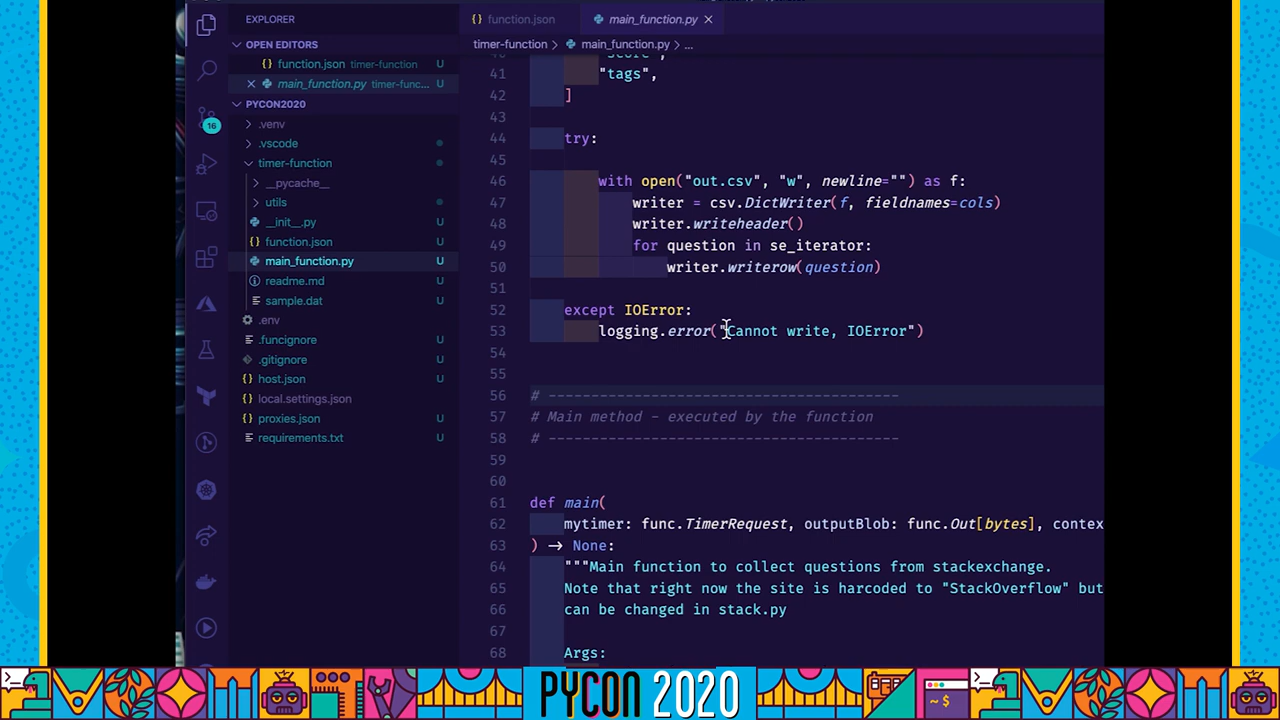 EXPLORER
OPEN EDITORS
function.json timer-function U
main_function.py timer-func... U
PYCON2020
.venv
.vscode
timer-function
__pycache__
utils
__init__.py U
function.json U
main_function.py U
readme.md U
sample.dat U
.env
.funcignore U
.gitignore U
host.json U
local.settings.json
proxies.json U
requirements.txt U
16
function.json
main_function.py
timer-function > main_function.py > ...
41 "tags",
42 ]
43
44 try:
45
46 with open("out.csv", "w", newline="") as f:
47 writer = csv.DictWriter(f, fieldnames=cols)
48 writer.writeheader()
49 for question in se_iterator:
50 writer.writerow(question)
51
52 except IOError:
53 logging.error("Cannot write, IOError")
54
55
56 # -----------------------------------------
57 # Main method - executed by the function
58 # -----------------------------------------
59
60
61 def main(
62 mytimer: func.TimerRequest, outputBlob: func.Out[bytes], contex
63 ) → None:
64 """Main function to collect questions from stackexchange.
65 Note that right now the site is harcoded to "StackOverflow" but
66 can be changed in stack.py
67
68 Args:
PYCON 2020
~ $